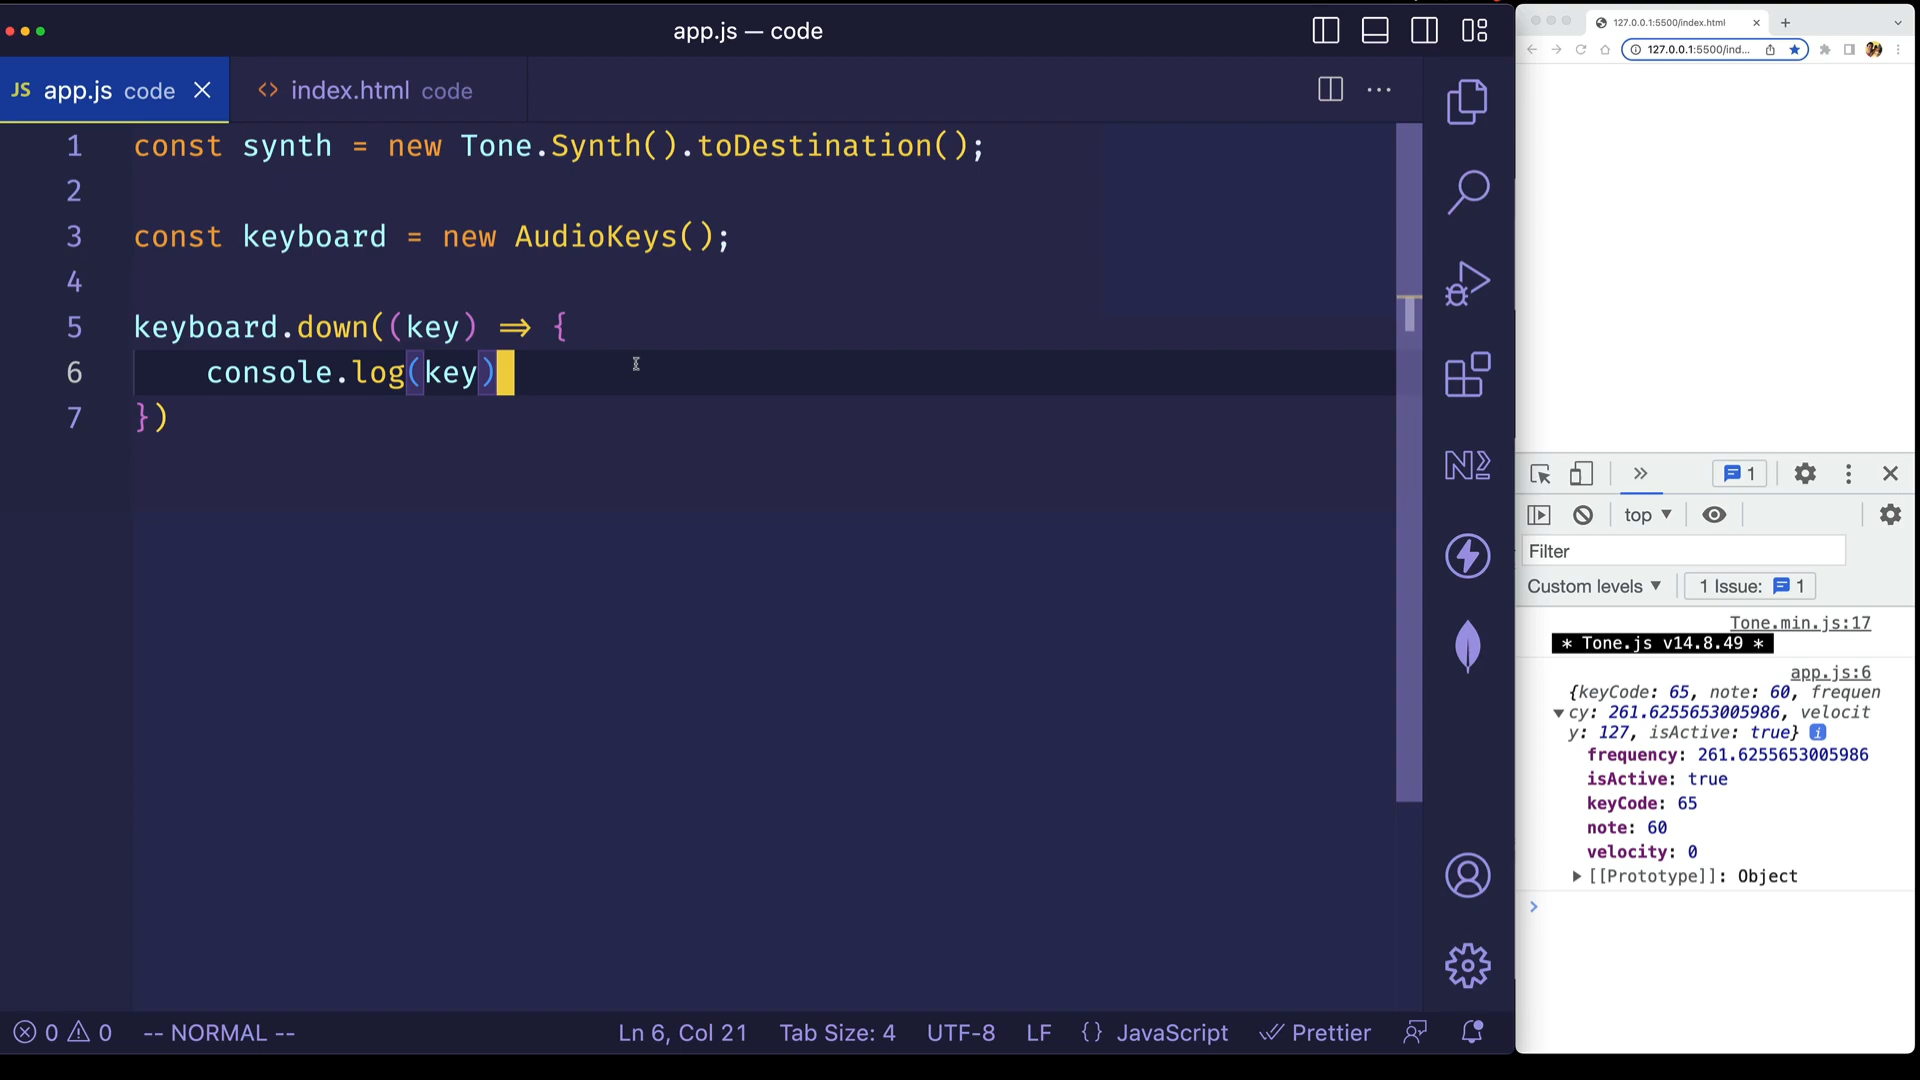 app.js — code
JS app.js code
<> index.html code
1 const synth = new Tone.Synth().toDestination();
2
3 const keyboard = new AudioKeys();
4
5 keyboard.down((key) => {
6 console.log(key)
7 })
0 0 -- NORMAL -- Ln 6, Col 21 Tab Size: 4 UTF-8 LF {} JavaScript Prettier
127.0.0.1:5500/index.html
127.0.0.1:5500/ind...
1
top
Filter
Custom levels 1 Issue: 1
Tone.min.js:17
* Tone.js v14.8.49 *
app.js:6
{keyCode: 65, note: 60, frequen
cy: 261.6255653005986, velocit
y: 127, isActive: true} i
frequency: 261.6255653005986
isActive: true
keyCode: 65
note: 60
velocity: 0
[[Prototype]]: Object